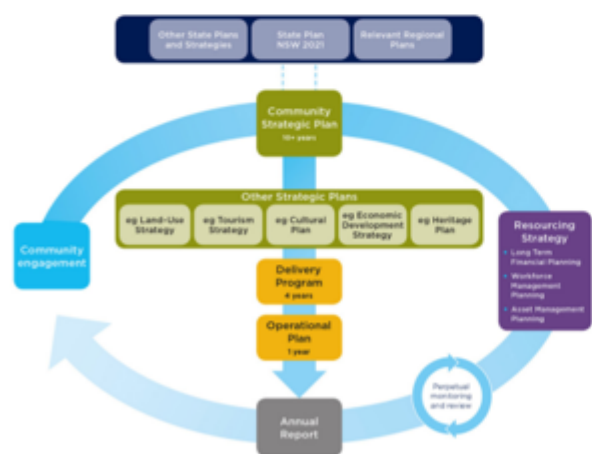 Other State Plans
and Strategies
State Plan
NSW 2021
Relevant Regional
Plans
Community
Strategic Plan
10+ years
Other Strategic Plans
eg Land-Use
Strategy
eg Tourism
Strategy
eg Cultural
Plan
eg Economic
Development
Strategy
eg Heritage
Plan
Community
engagement
Resourcing
Strategy
• Long Term
Financial Planning
• Workforce
Management
Planning
• Asset Management
Planning
Delivery
Program
4 years
Operational
Plan
1 year
Perpetual
monitoring
and review
Annual
Report